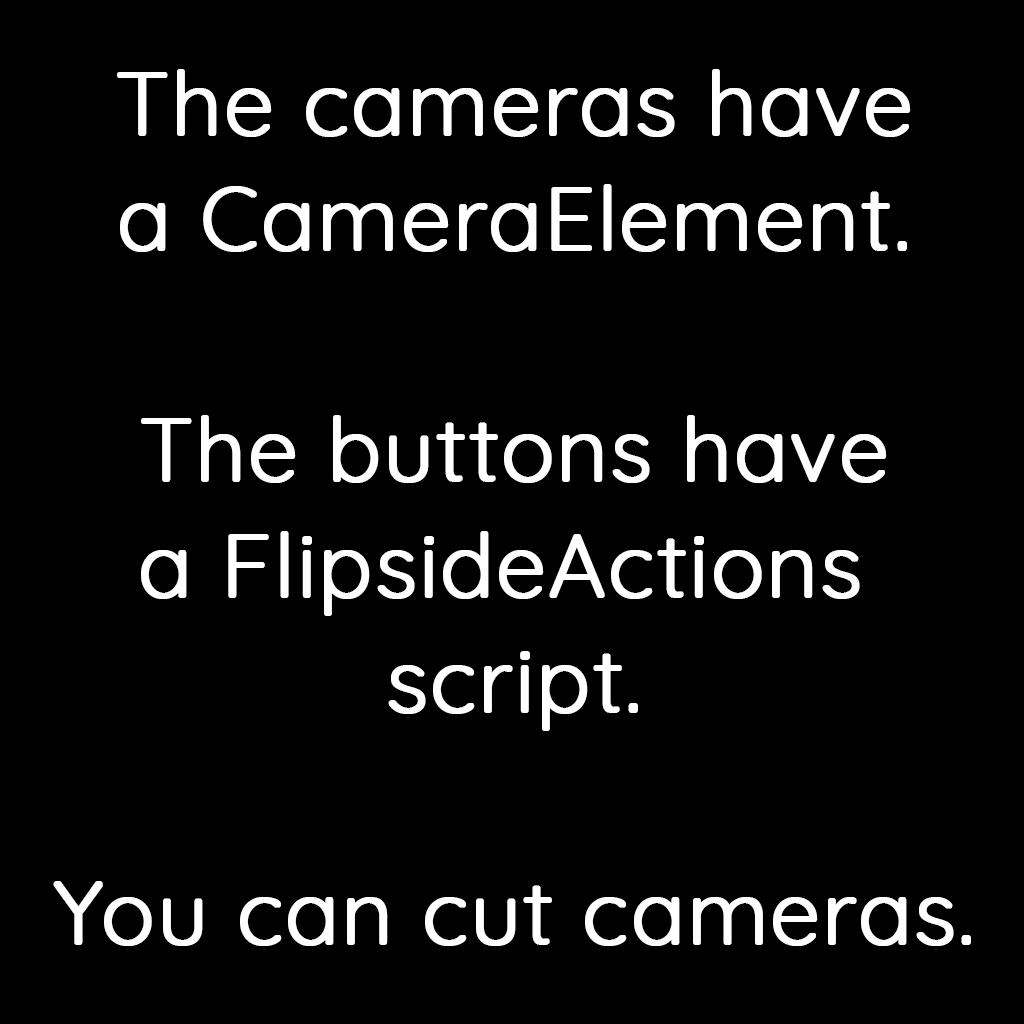 The cameras have
a CameraElement.
The buttons have
a FlipsideActions
script.
You can cut cameras.